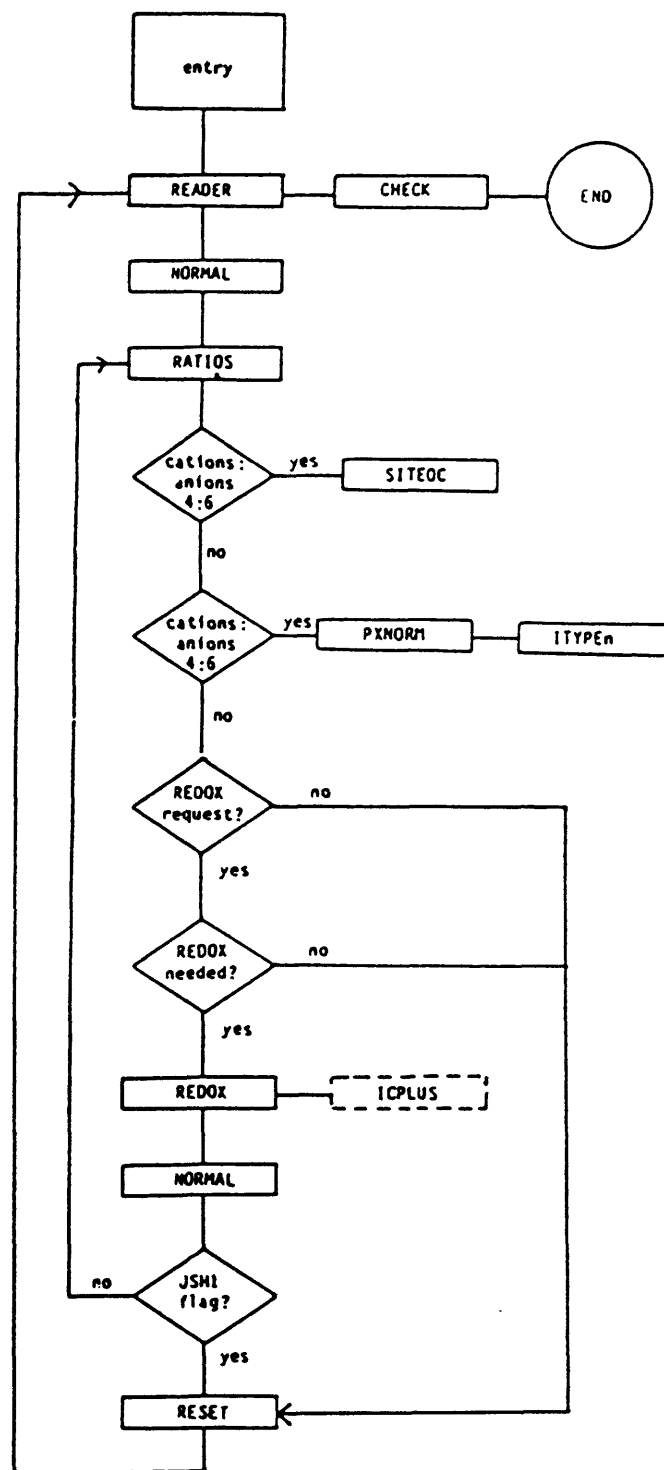 entry
READER
CHECK
END
NORMAL
RATIOS
cations:
anions
4:6
yes
SITEOC
no
cations:
anions
4:6
yes
PXNORM
ITYPEn
no
REDOX
request?
no
yes
REDOX
needed?
no
yes
REDOX
ICPLUS
NORMAL
JSH1
flag?
no
yes
RESET